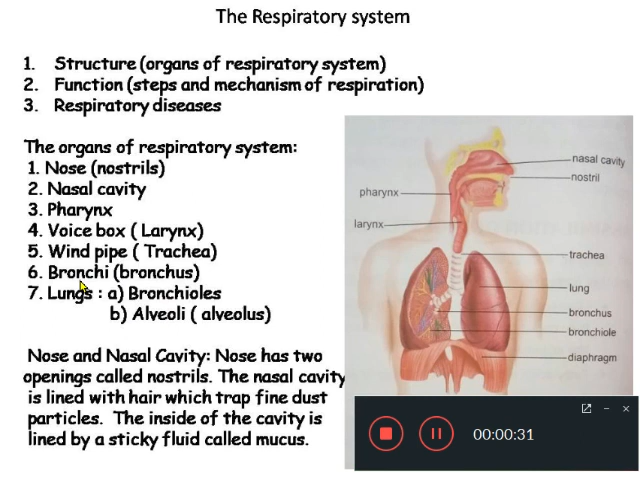 The Respiratory system
1. Structure (organs of respiratory system)
2. Function (steps and mechanism of respiration)
3. Respiratory diseases
The organs of respiratory system:
1. Nose (nostrils)
2. Nasal cavity
3. Pharynx
4. Voice box ( Larynx)
5. Wind pipe ( Trachea)
6. Bronchi (bronchus)
7. Lungs : a) Bronchioles
b) Alveoli ( alveolus)
Nose and Nasal Cavity: Nose has two
openings called nostrils. The nasal cavity
is lined with hair which trap fine dust
particles. The inside of the cavity is
lined by a sticky fluid called mucus.
nasal cavity
nostril
pharynx
larynx
trachea
lung
bronchus
bronchiole
diaphragm
00:00:31